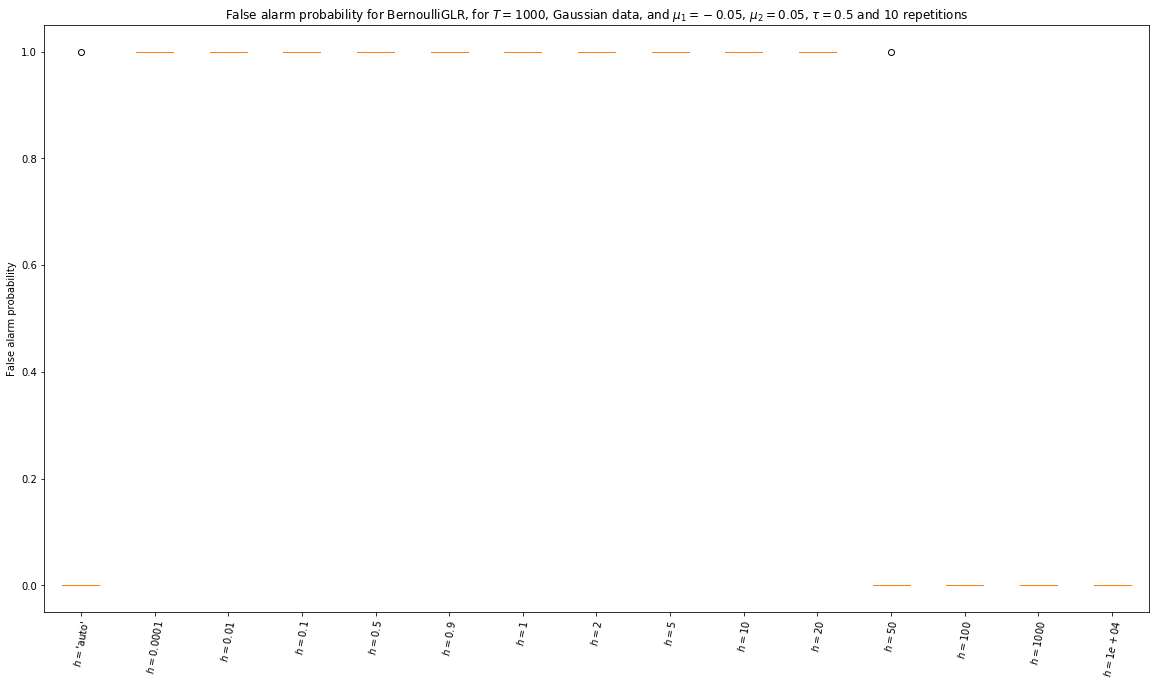 False alarm probability for BernoulliGLR, for T = 1000, Gaussian data, and μ₁ = −0.05, μ₂ = 0.05, τ = 0.5 and 10 repetitions
1.0
0.8
0.6
0.4
0.2
0.0
False alarm probability
h = 'auto'
h = 0.0001
h = 0.01
h = 0.1
h = 0.5
h = 0.9
h = 1
h = 2
h = 5
h = 10
h = 20
h = 50
h = 100
h = 1000
h = 1e + 04